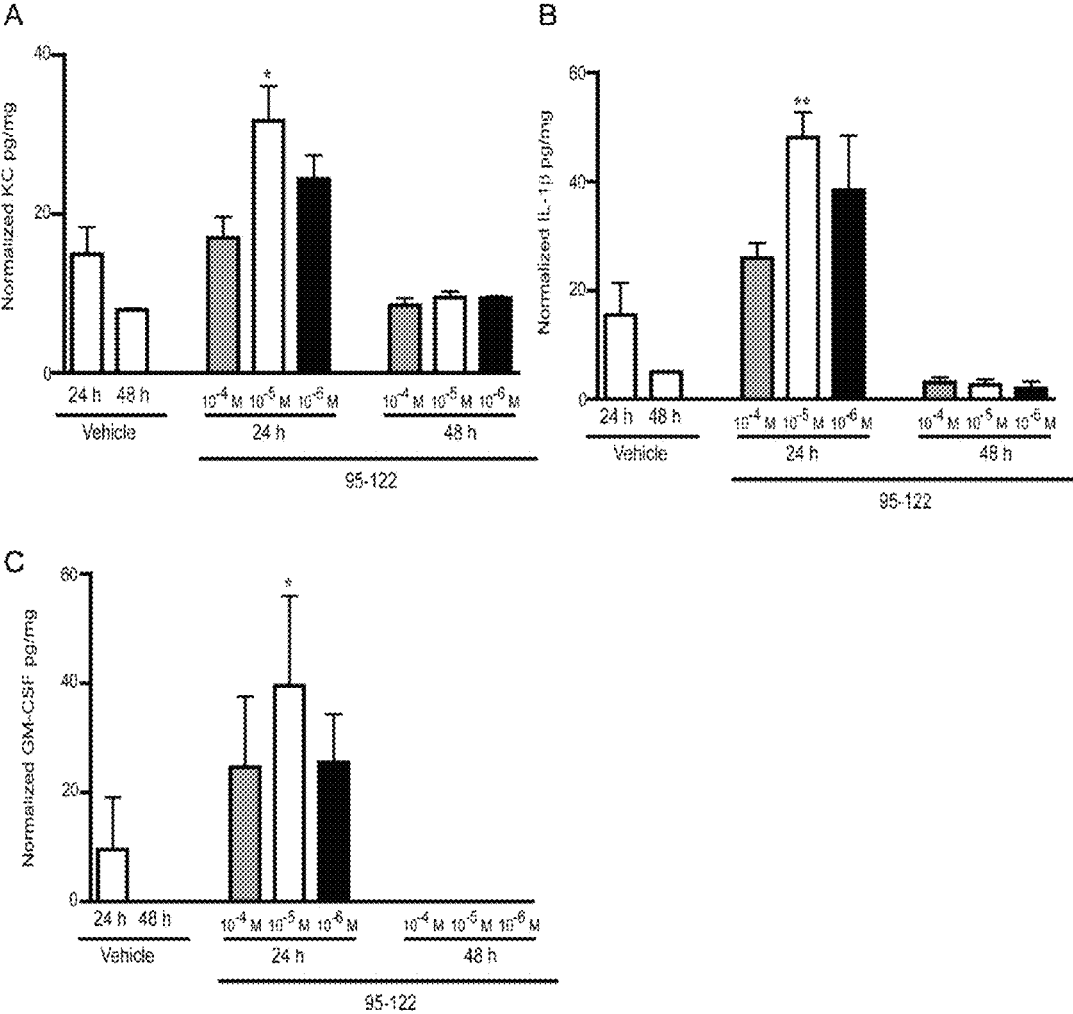 A
Normalized KC pg/mg
40
20
0
*
24 h 48 h
10⁻⁴ M 10⁻⁵ M 10⁻⁶ M
10⁻⁴ M 10⁻⁵ M 10⁻⁶ M
Vehicle
24 h
48 h
95-122
B
Normalized IL-1β pg/mg
60
40
20
0
**
24 h 48 h
10⁻⁴ M 10⁻⁵ M 10⁻⁶ M
10⁻⁴ M 10⁻⁵ M 10⁻⁶ M
Vehicle
24 h
48 h
95-122
C
Normalized GM-CSF pg/mg
60
40
20
0
*
24 h 48 h
10⁻⁴ M 10⁻⁵ M 10⁻⁶ M
10⁻⁴ M 10⁻⁵ M 10⁻⁶ M
Vehicle
24 h
48 h
95-122